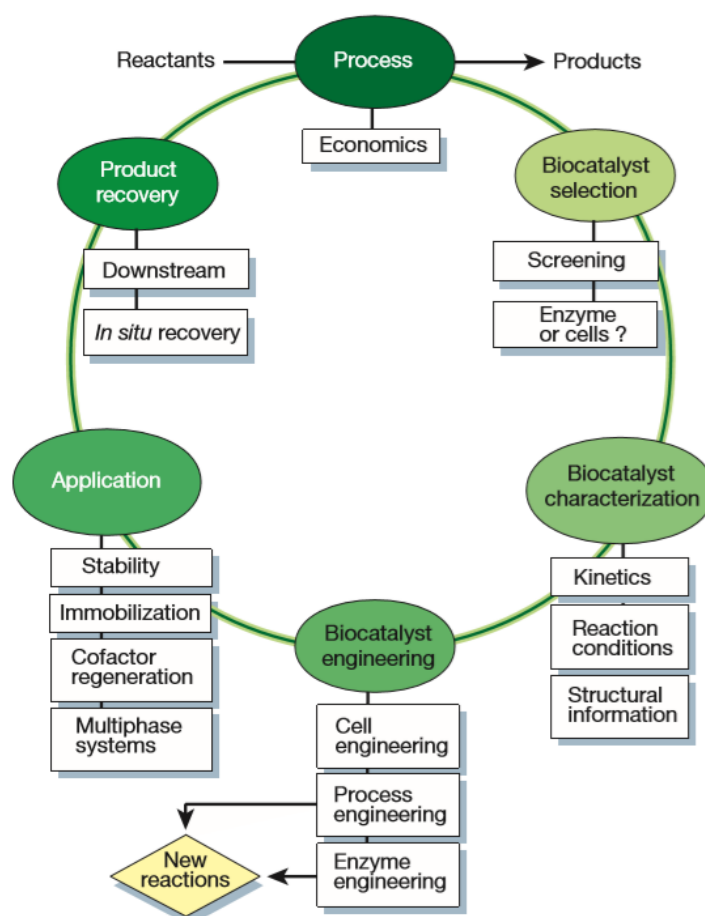 Reactants
Process
Products
Economics
Product
recovery
Downstream
In situ recovery
Biocatalyst
selection
Screening
Enzyme
or cells ?
Application
Stability
Immobilization
Cofactor
regeneration
Multiphase
systems
Biocatalyst
characterization
Kinetics
Reaction
conditions
Structural
information
Biocatalyst
engineering
Cell
engineering
Process
engineering
Enzyme
engineering
New
reactions